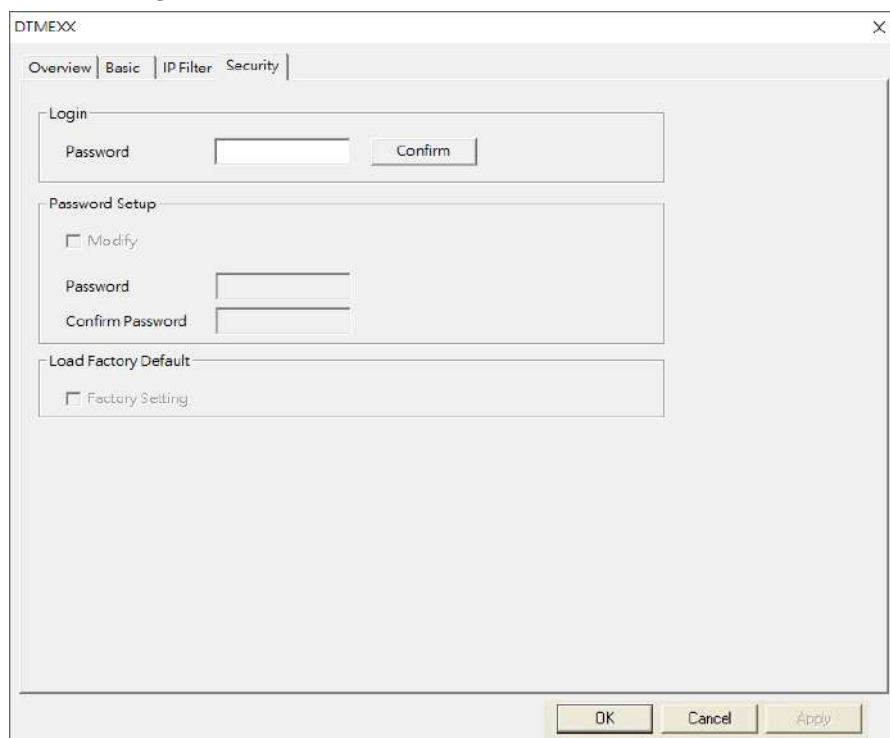 DTMEXX
Overview Basic IP Filter Security
Login
Password Confirm
Password Setup
Modify
Password
Confirm Password
Load Factory Default
Factory Setting
OK Cancel Apply